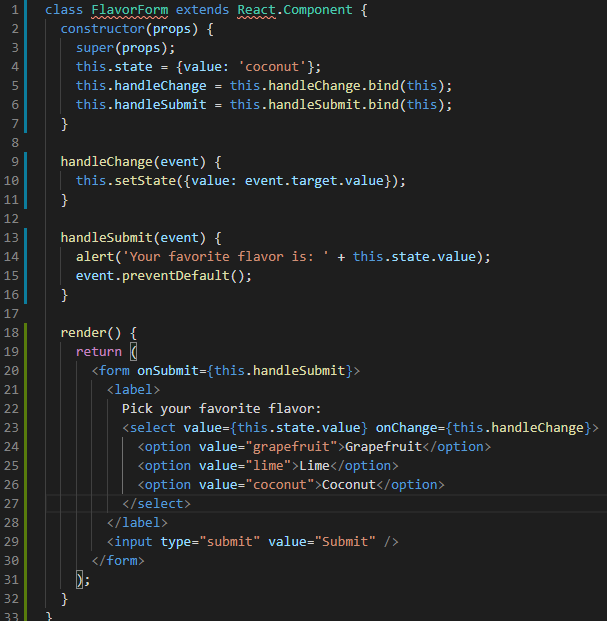 1 class FlavorForm extends React.Component {
2   constructor(props) {
3     super(props);
4     this.state = {value: 'coconut'};
5     this.handleChange = this.handleChange.bind(this);
6     this.handleSubmit = this.handleSubmit.bind(this);
7   }
8
9   handleChange(event) {
10     this.setState({value: event.target.value});
11   }
12
13   handleSubmit(event) {
14     alert('Your favorite flavor is: ' + this.state.value);
15     event.preventDefault();
16   }
17
18   render() {
19     return (
20       <form onSubmit={this.handleSubmit}>
21         <label>
22           Pick your favorite flavor:
23           <select value={this.state.value} onChange={this.handleChange}>
24             <option value="grapefruit">Grapefruit</option>
25             <option value="lime">Lime</option>
26             <option value="coconut">Coconut</option>
27           </select>
28         </label>
29         <input type="submit" value="Submit" />
30       </form>
31     );
32   }
33 }